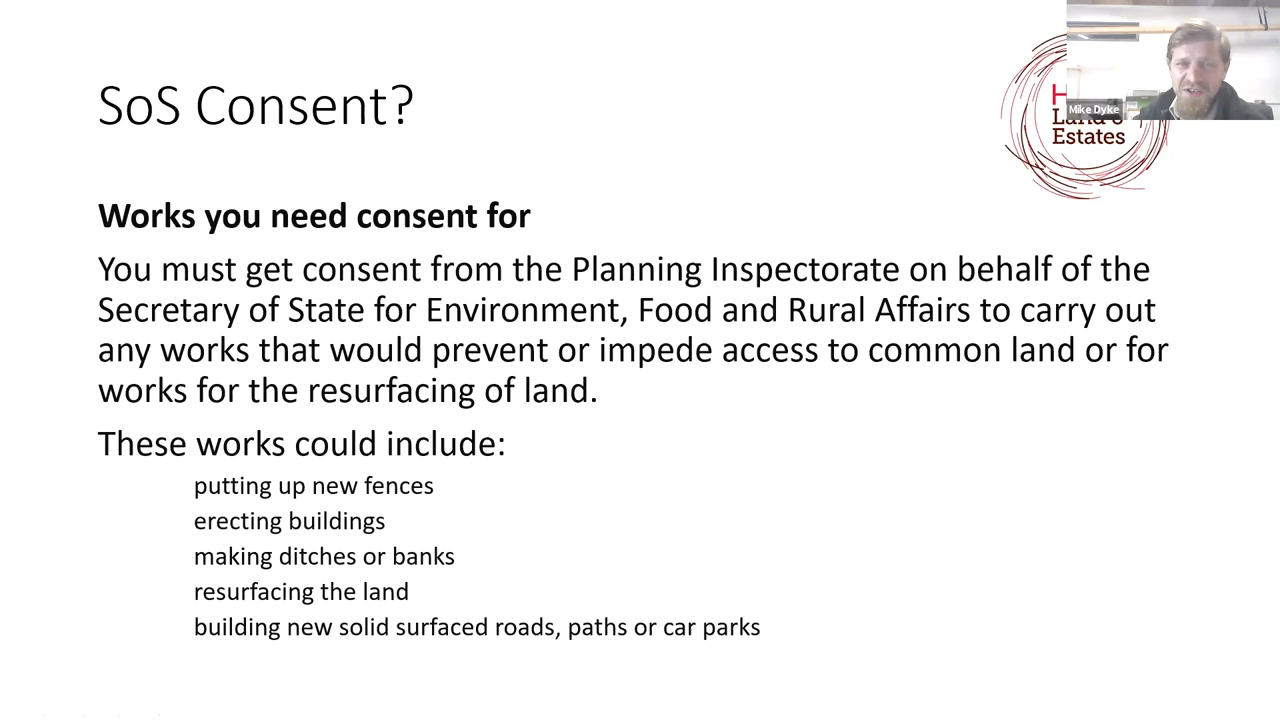 SoS Consent?
Mike Dyke
Estates
Works you need consent for
You must get consent from the Planning Inspectorate on behalf of the
Secretary of State for Environment, Food and Rural Affairs to carry out
any works that would prevent or impede access to common land or for
works for the resurfacing of land.
These works could include:
putting up new fences
erecting buildings
making ditches or banks
resurfacing the land
building new solid surfaced roads, paths or car parks